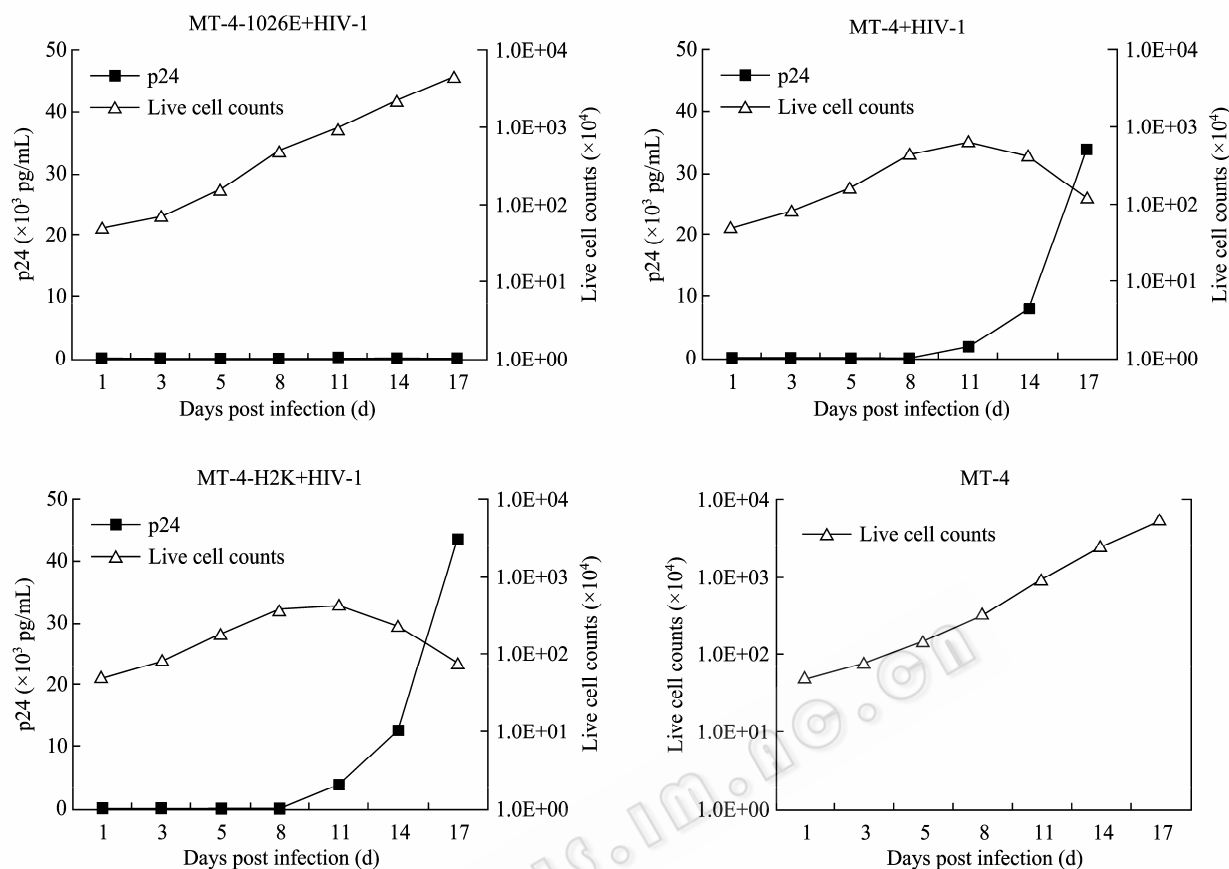 MT-4-1026E+HIV-1
50
40
30
20
10
0
p24 (×10³ pg/mL)
p24
Live cell counts
1.0E+04
1.0E+03
1.0E+02
1.0E+01
1.0E+00
Live cell counts (×10⁴)
1 3 5 8 11 14 17
Days post infection (d)
MT-4+HIV-1
50
40
30
20
10
0
p24 (×10³ pg/mL)
p24
Live cell counts
1.0E+04
1.0E+03
1.0E+02
1.0E+01
1.0E+00
Live cell counts (×10⁴)
1 3 5 8 11 14 17
Days post infection (d)
MT-4-H2K+HIV-1
50
40
30
20
10
0
p24 (×10³ pg/mL)
p24
Live cell counts
1.0E+04
1.0E+03
1.0E+02
1.0E+01
1.0E+00
Live cell counts (×10⁴)
1 3 5 8 11 14 17
Days post infection (d)
MT-4
1.0E+04
1.0E+03
1.0E+02
1.0E+01
1.0E+00
Live cell counts (×10⁴)
Live cell counts
1 3 5 8 11 14 17
Days post infection (d)
s.im.ac.cn